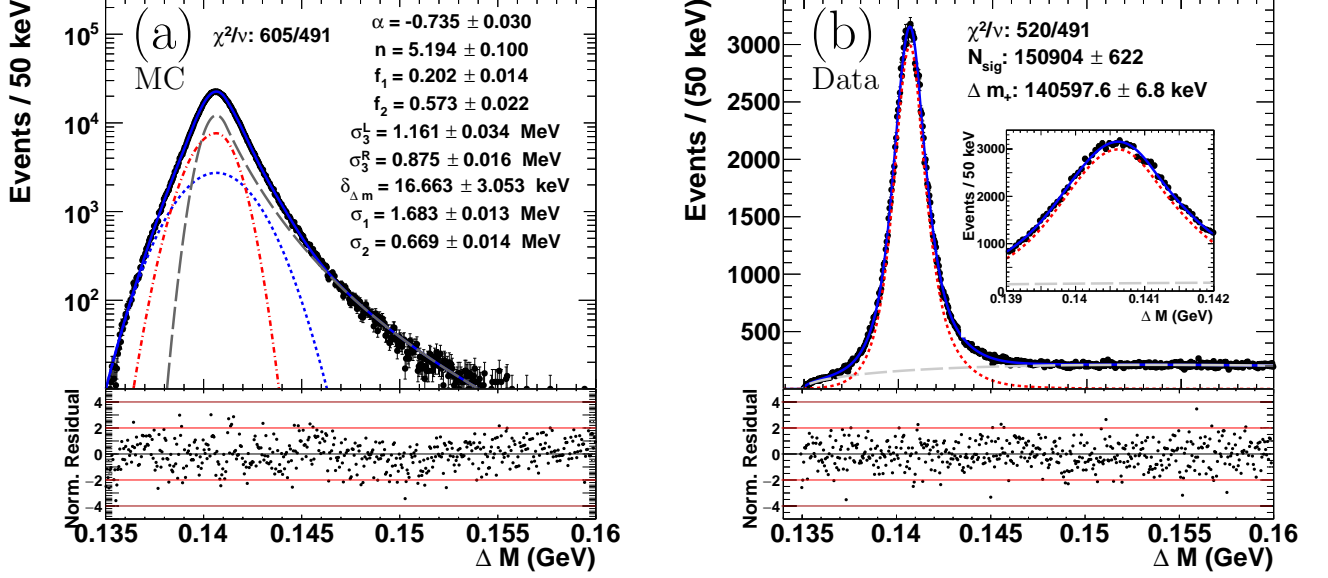 (a)
MC
χ²/ν: 605/491
α = -0.735 ± 0.030
n = 5.194 ± 0.100
f₁ = 0.202 ± 0.014
f₂ = 0.573 ± 0.022
σ₃ᴸ = 1.161 ± 0.034 MeV
σ₃ᴿ = 0.875 ± 0.016 MeV
δ_Δm = 16.663 ± 3.053 keV
σ₁ = 1.683 ± 0.013 MeV
σ₂ = 0.669 ± 0.014 MeV
Events / 50 keV
10⁵
10⁴
10³
10²
Norm. Residual
4
2
0
−2
−4
0.135 0.14 0.145 0.15 0.155 0.16
Δ M (GeV)
(b)
Data
χ²/ν: 520/491
N_sig: 150904 ± 622
Δ m₊: 140597.6 ± 6.8 keV
Events / (50 keV)
3000
2500
2000
1500
1000
500
Events / 50 keV
3000
2000
1000
0
0.139 0.14 0.141 0.142
Δ M (GeV)
Norm. Residual
4
2
0
−2
−4
0.135 0.14 0.145 0.15 0.155 0.16
Δ M (GeV)